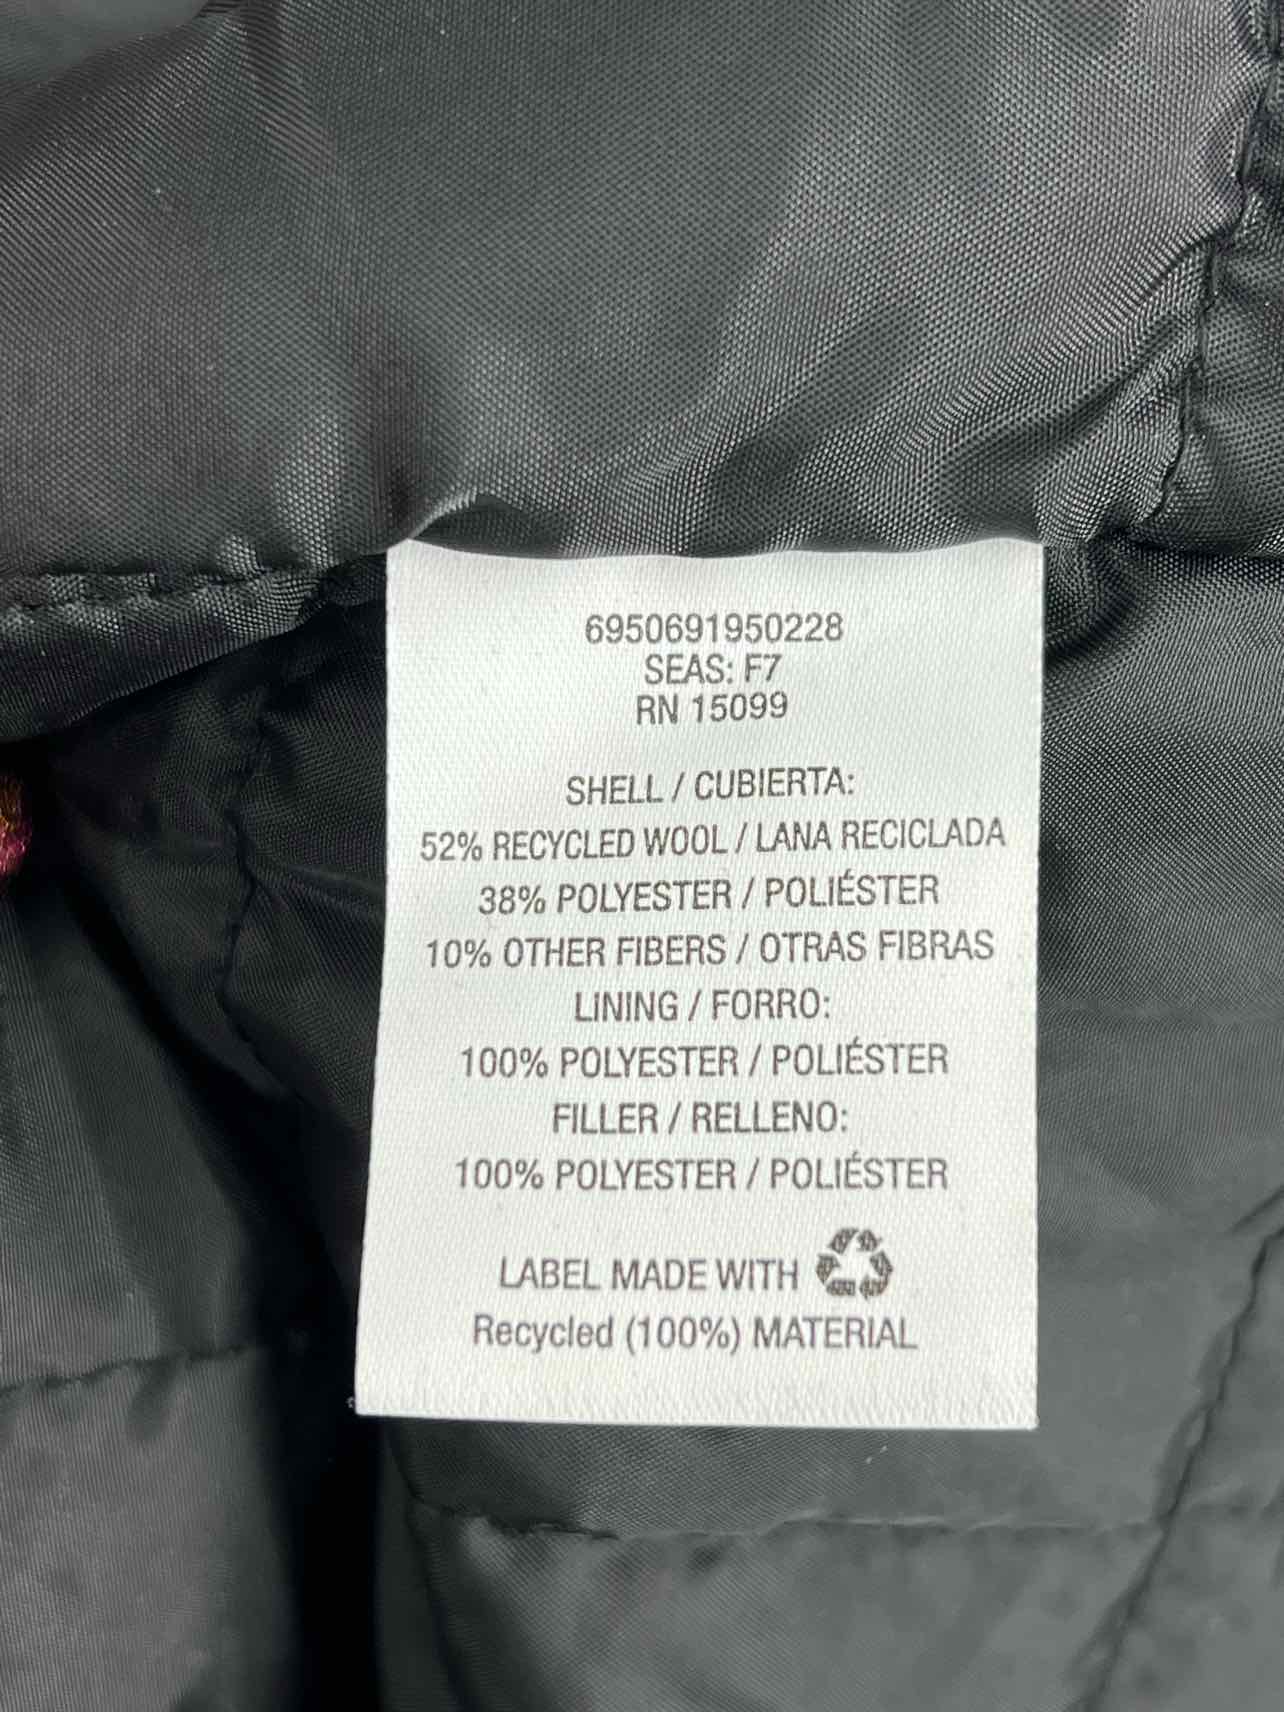 6950691950228
SEAS: F7
RN 15099
SHELL / CUBIERTA:
52% RECYCLED WOOL / LANA RECICLADA
38% POLYESTER / POLIÉSTER
10% OTHER FIBERS / OTRAS FIBRAS
LINING / FORRO:
100% POLYESTER / POLIÉSTER
FILLER / RELLENO:
100% POLYESTER / POLIÉSTER
LABEL MADE WITH
Recycled (100%) MATERIAL